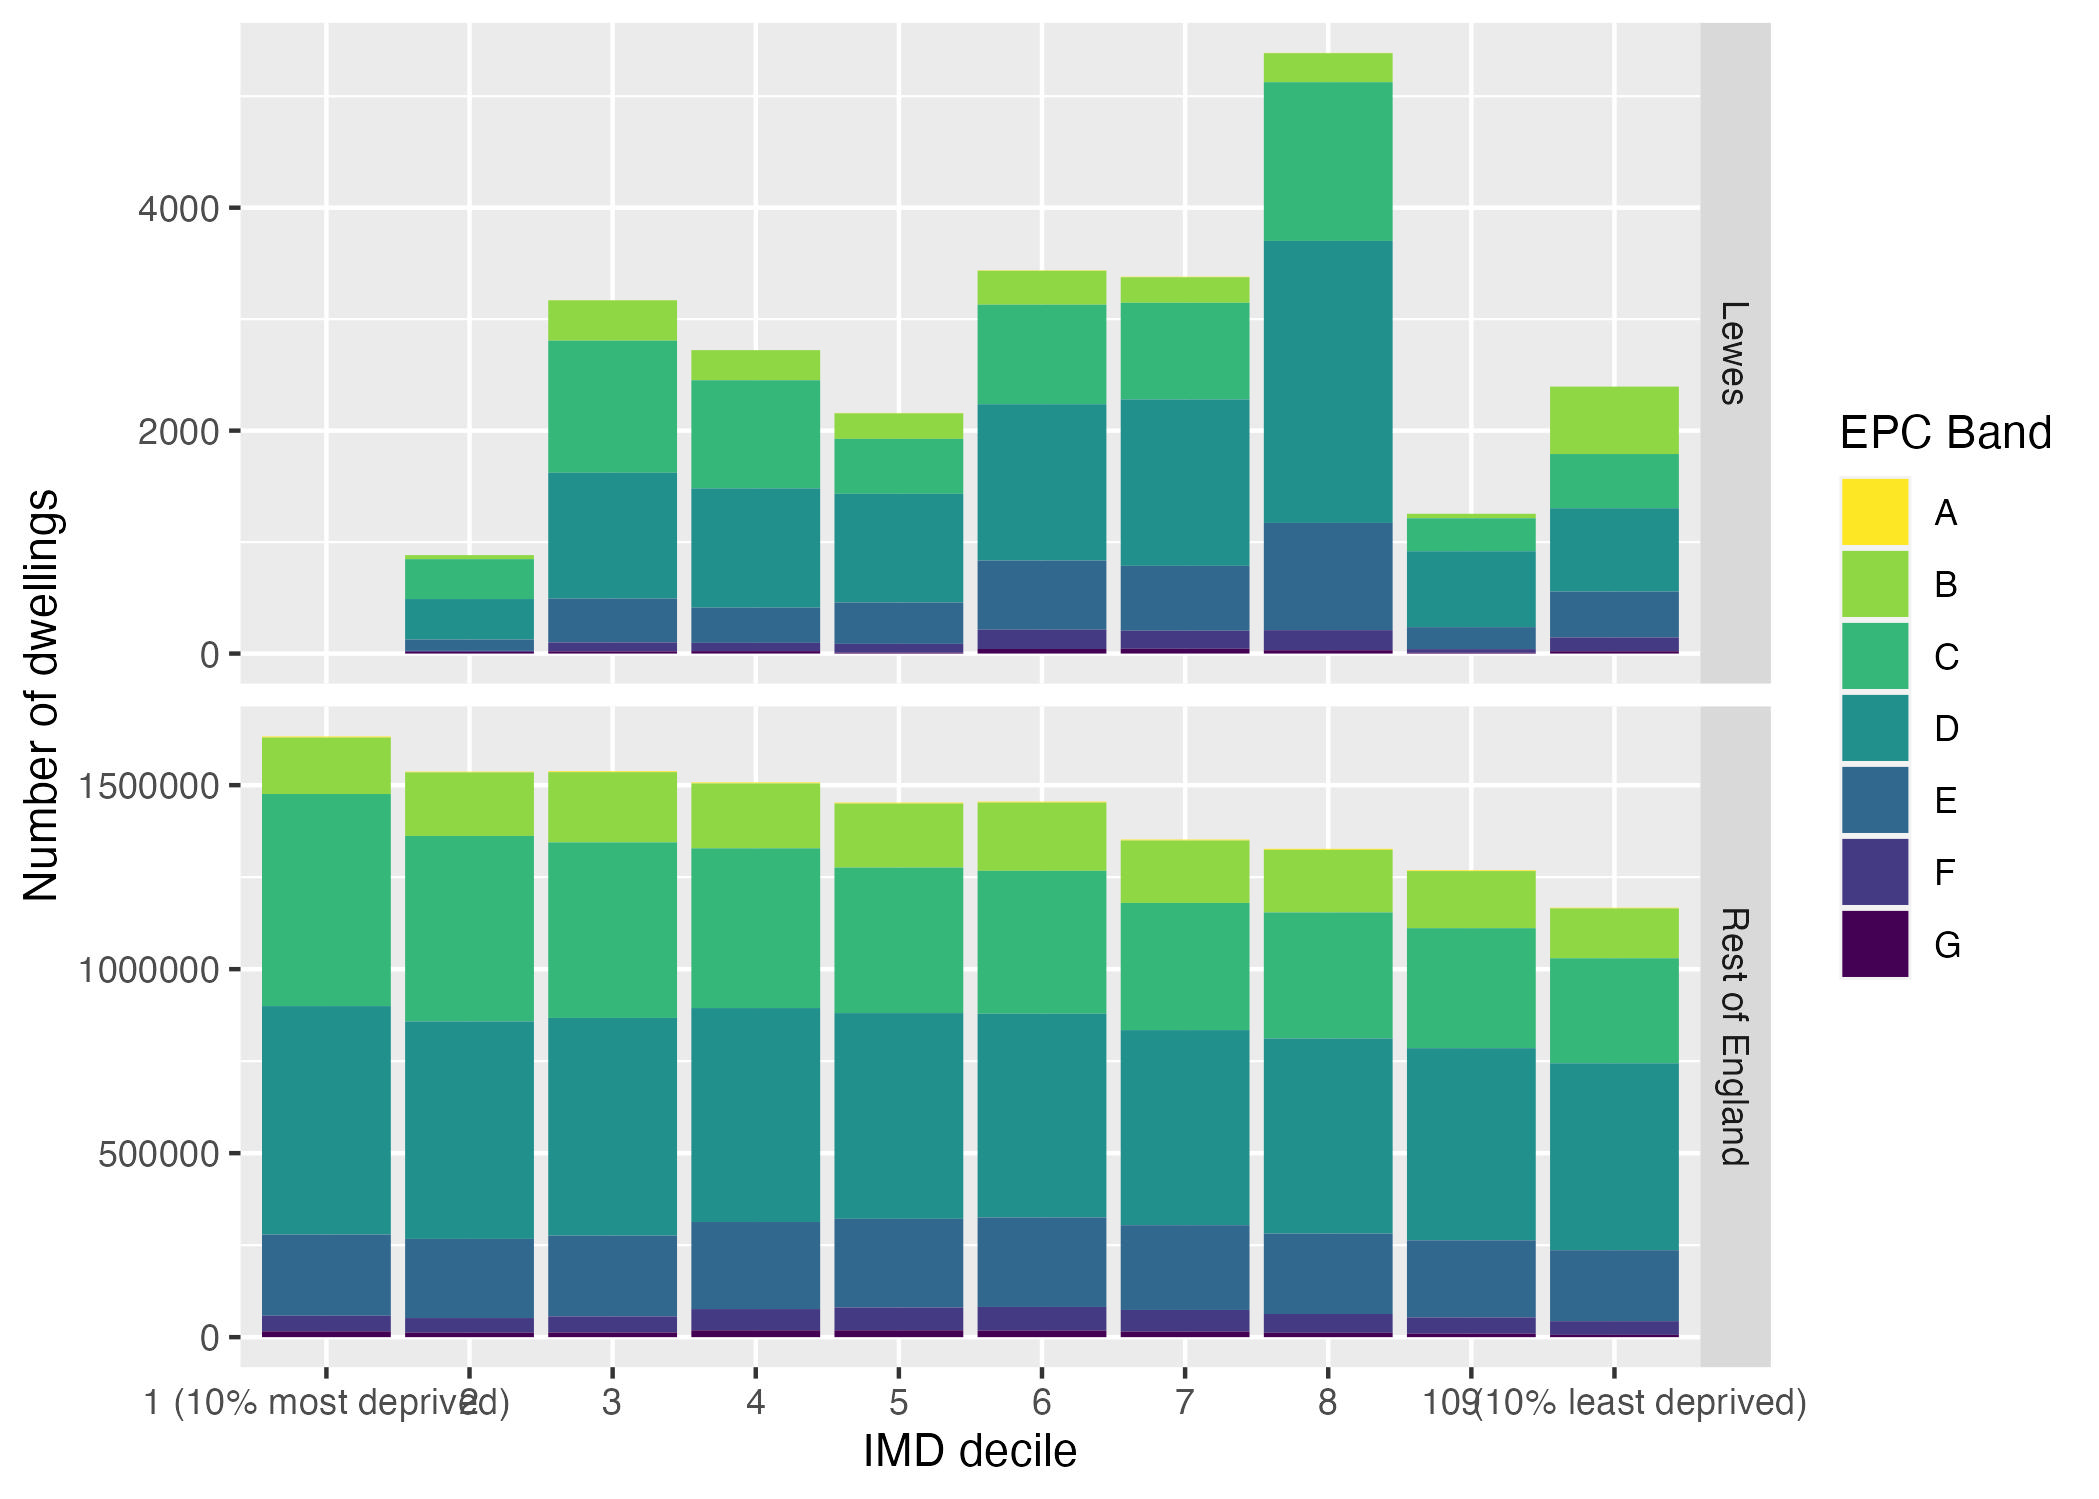 Number of dwellings
4000
2000
0
Lewes
1500000
1000000
500000
0
Rest of England
1 (10% most deprived)
2
3
4
5
6
7
8
9
10 (10% least deprived)
IMD decile
EPC Band
A
B
C
D
E
F
G